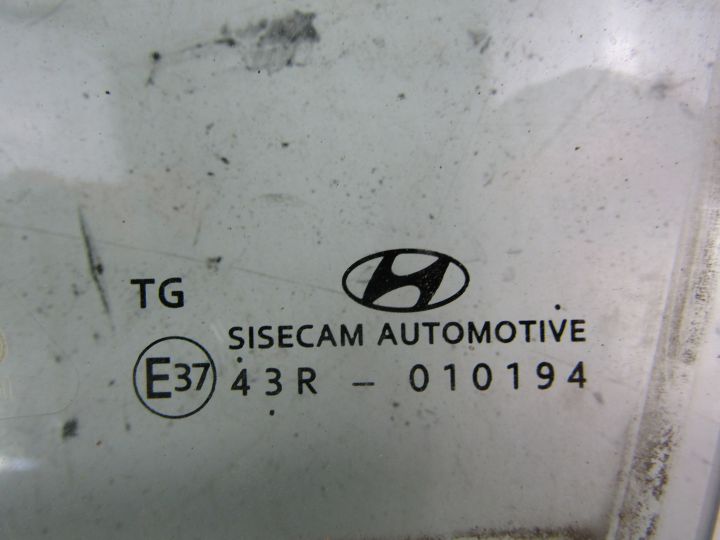 TG
SISECAM AUTOMOTIVE
E37 43R - 010194